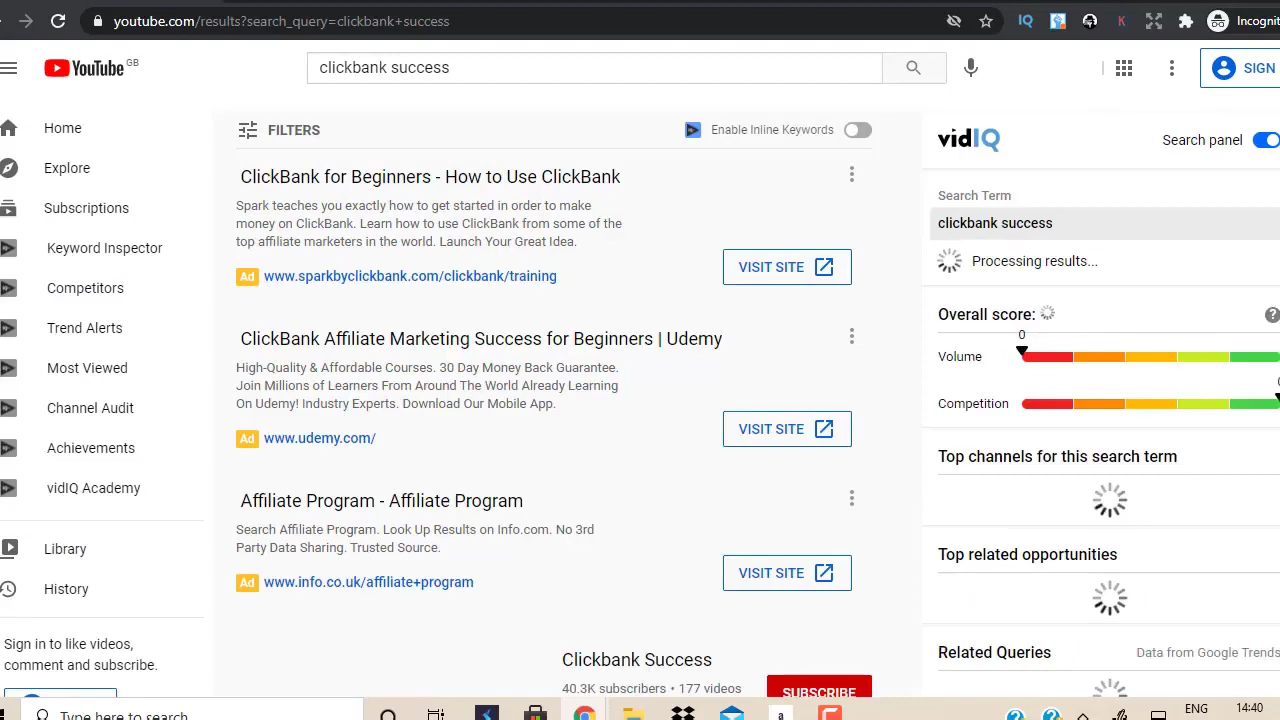 youtube.com/results?search_query=clickbank+success
IQ
K
Incognit
YouTube GB
clickbank success
SIGN
Home
Explore
Subscriptions
Keyword Inspector
Competitors
Trend Alerts
Most Viewed
Channel Audit
Achievements
vidIQ Academy
Library
History
Sign in to like videos,
comment and subscribe.
FILTERS
Enable Inline Keywords
ClickBank for Beginners - How to Use ClickBank
Spark teaches you exactly how to get started in order to make
money on ClickBank. Learn how to use ClickBank from some of the
top affiliate marketers in the world. Launch Your Great Idea.
Ad www.sparkbyclickbank.com/clickbank/training
VISIT SITE
ClickBank Affiliate Marketing Success for Beginners | Udemy
High-Quality & Affordable Courses. 30 Day Money Back Guarantee.
Join Millions of Learners From Around The World Already Learning
On Udemy! Industry Experts. Download Our Mobile App.
Ad www.udemy.com/
VISIT SITE
Affiliate Program - Affiliate Program
Search Affiliate Program. Look Up Results on Info.com. No 3rd
Party Data Sharing. Trusted Source.
Ad www.info.co.uk/affiliate+program
VISIT SITE
Clickbank Success
40.3K subscribers • 177 videos
SUBSCRIBE
vidIQ
Search panel
Search Term
clickbank success
Processing results...
Overall score:
?
0
Volume
Competition
Top channels for this search term
Top related opportunities
Related Queries
Data from Google Trends
Type here to search
a
ENG
14:40